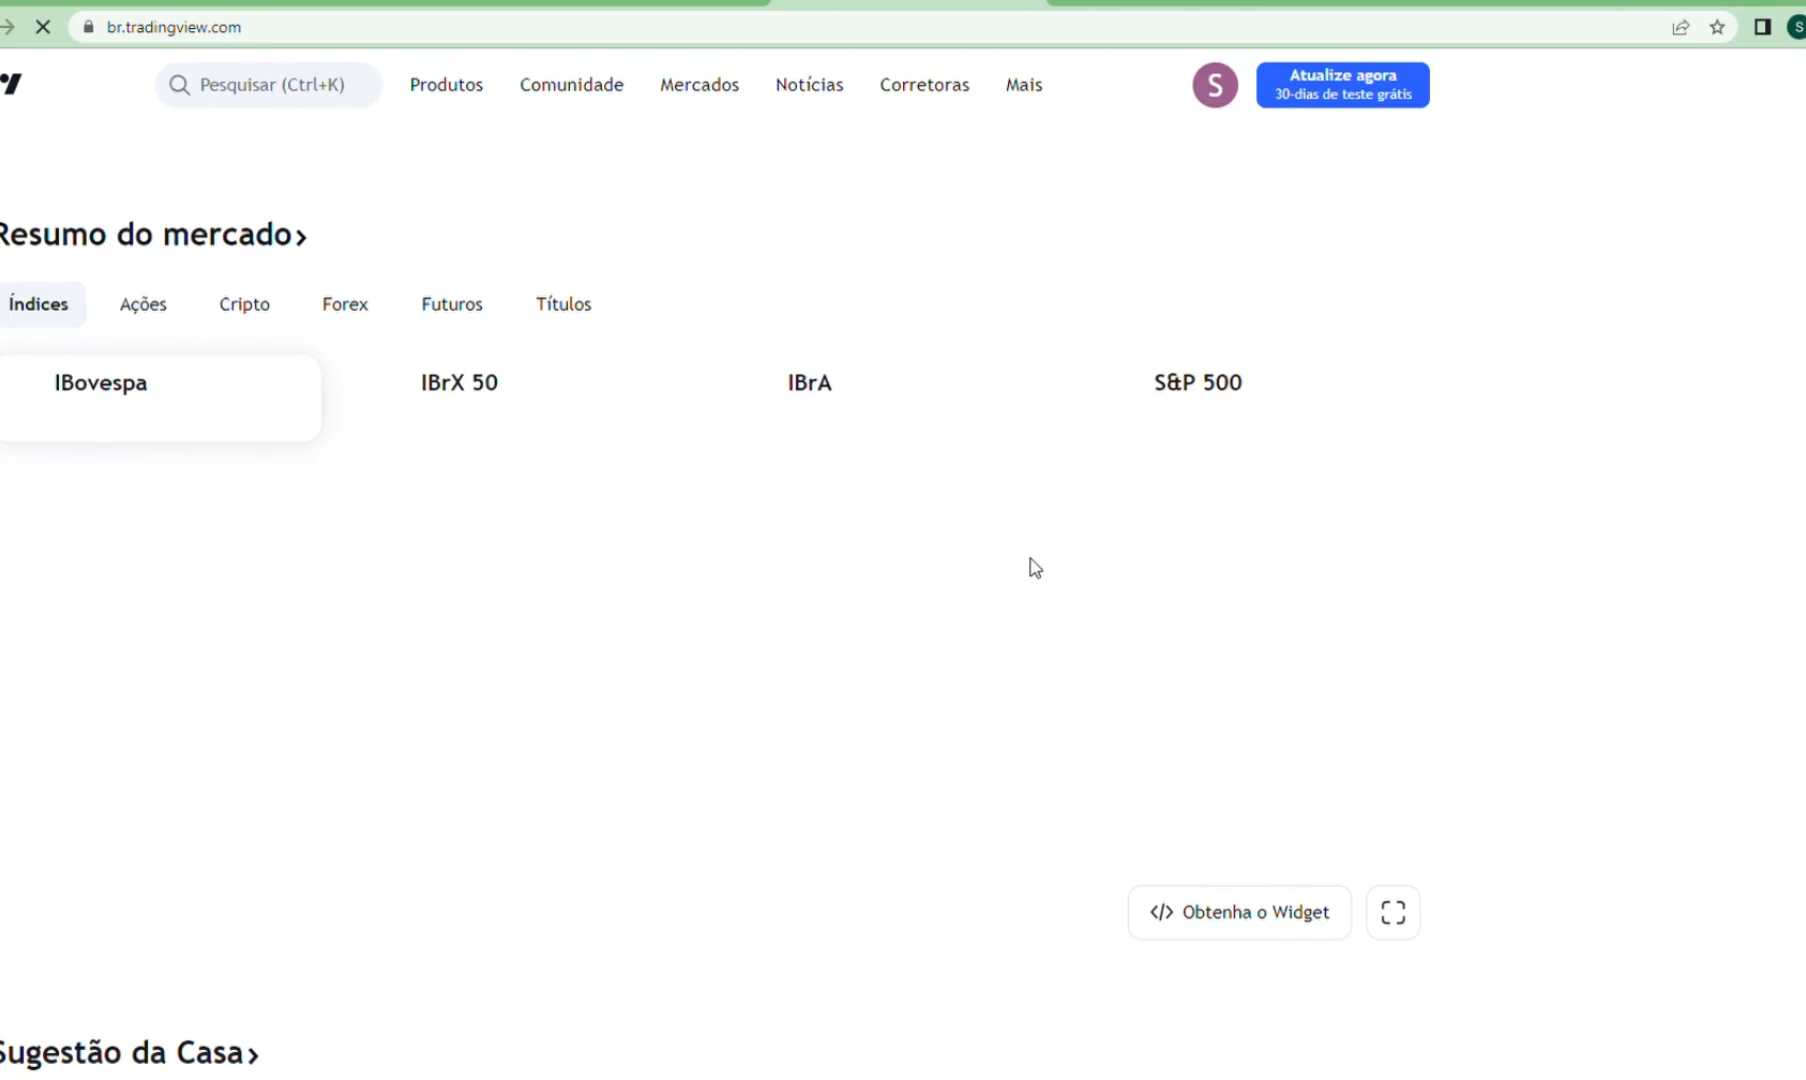 br.tradingview.com
S
Pesquisar (Ctrl+K)
Produtos
Comunidade
Mercados
Notícias
Corretoras
Mais
S
Atualize agora
30-dias de teste grátis
Resumo do mercado
Índices
Ações
Cripto
Forex
Futuros
Títulos
IBovespa
IBrX 50
IBrA
S&P 500
</> Obtenha o Widget
Sugestão da Casa